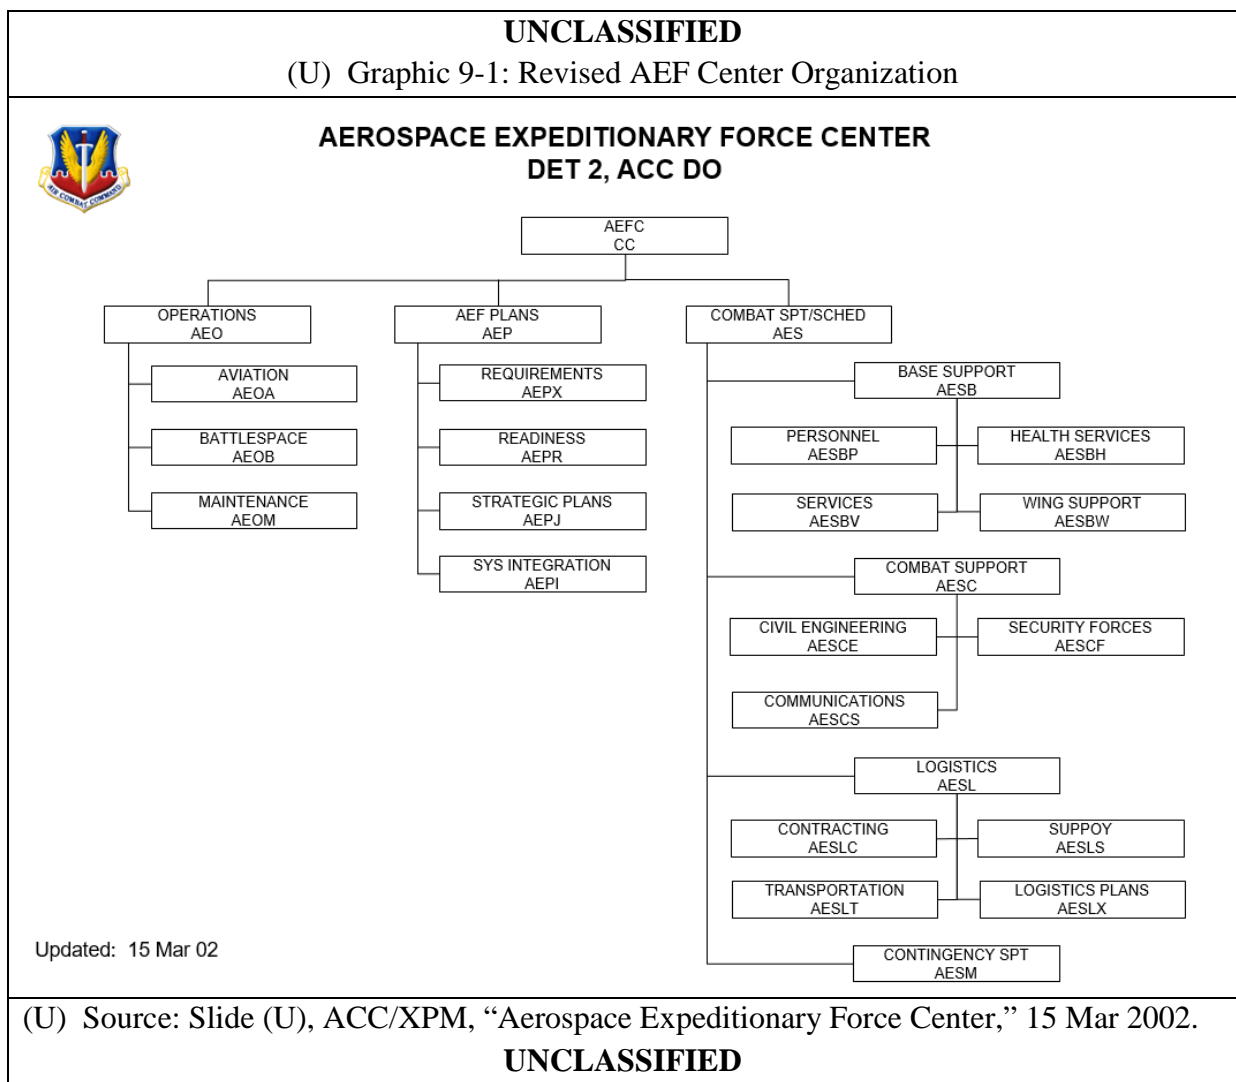 UNCLASSIFIED
(U) Graphic 9-1: Revised AEF Center Organization
AEROSPACE EXPEDITIONARY FORCE CENTER
DET 2, ACC DO
AIR COMBAT COMMAND
AEFC
CC
OPERATIONS
AEO
AEF PLANS
AEP
COMBAT SPT/SCHED
AES
AVIATION
AEOA
BATTLESPACE
AEOB
MAINTENANCE
AEOM
REQUIREMENTS
AEPX
READINESS
AEPR
STRATEGIC PLANS
AEPJ
SYS INTEGRATION
AEPI
BASE SUPPORT
AESB
PERSONNEL
AESBP
HEALTH SERVICES
AESBH
SERVICES
AESBV
WING SUPPORT
AESBW
COMBAT SUPPORT
AESC
CIVIL ENGINEERING
AESCE
SECURITY FORCES
AESCF
COMMUNICATIONS
AESCS
LOGISTICS
AESL
CONTRACTING
AESLC
SUPPOY
AESLS
TRANSPORTATION
AESLT
LOGISTICS PLANS
AESLX
CONTINGENCY SPT
AESM
Updated: 15 Mar 02
(U) Source: Slide (U), ACC/XPM, “Aerospace Expeditionary Force Center,” 15 Mar 2002.
UNCLASSIFIED